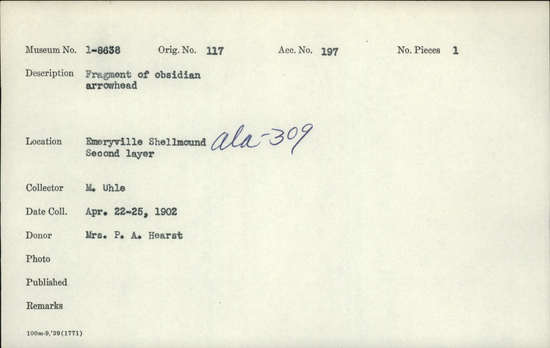 Museum No. 1-8638 Orig. No. 117 Acc. No. 197 No. Pieces 1
Description Fragment of obsidian
arrowhead
Location Emeryville Shellmound Ala-309
Second layer
Collector M. Uhle
Date Coll. Apr. 22-25, 1902
Donor Mrs. P. A. Hearst
Photo
Published
Remarks
100m-9,'39(1771)